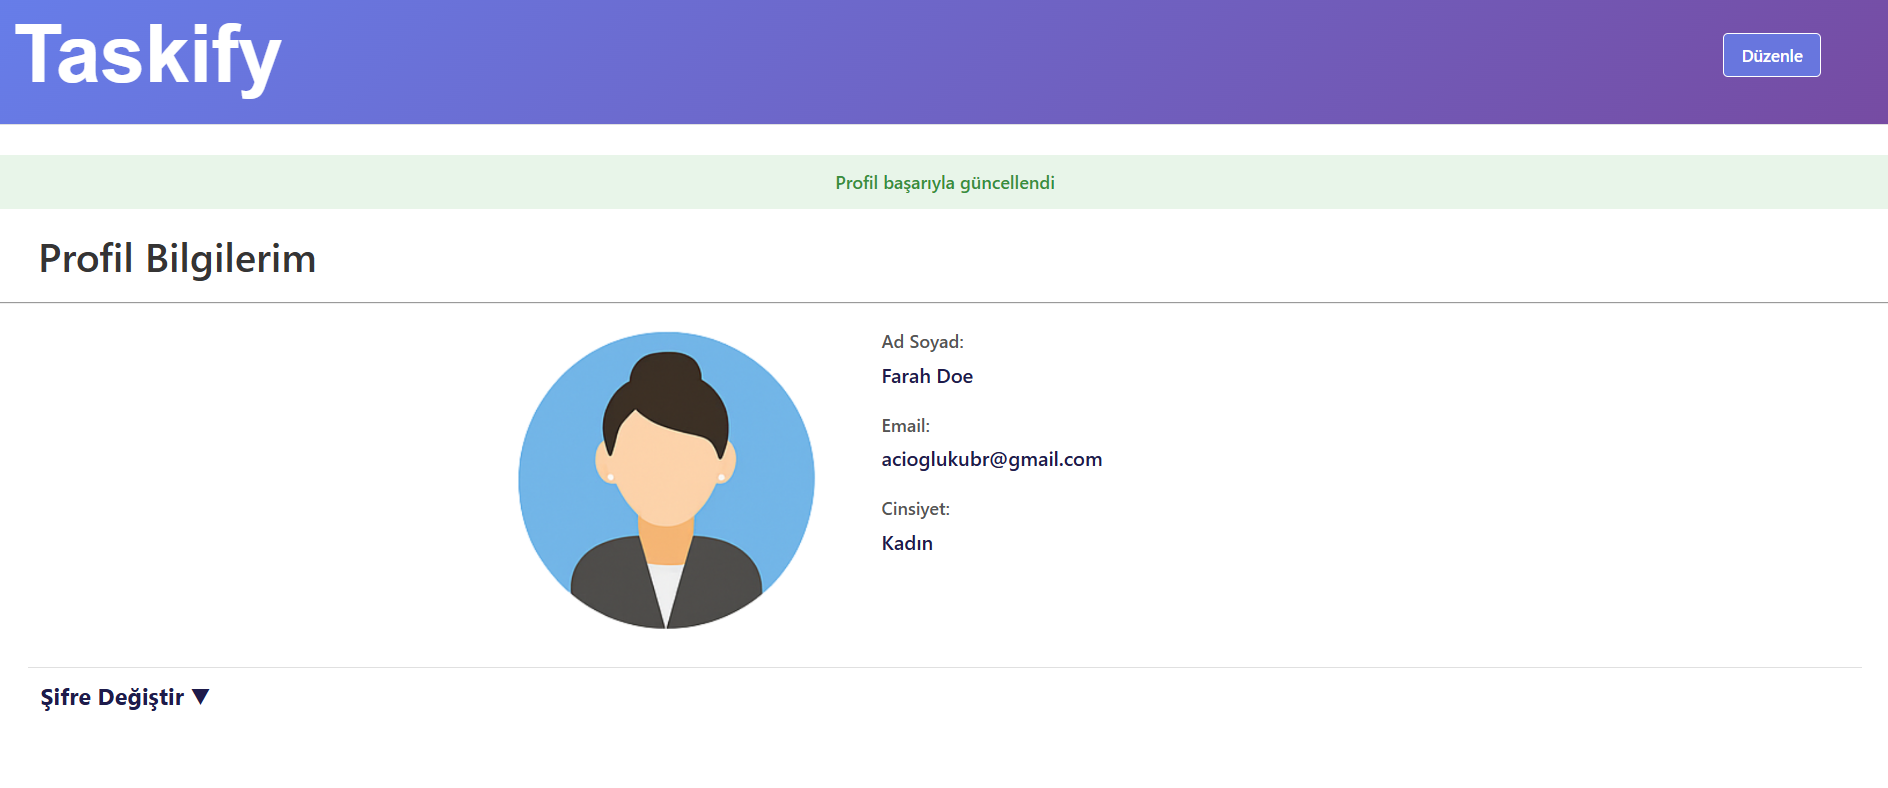 Taskify
Düzenle
Profil başarıyla güncellendi
Profil Bilgilerim
Ad Soyad:
Farah Doe
Email:
acioglukubr@gmail.com
Cinsiyet:
Kadın
Şifre Değiştir ▼